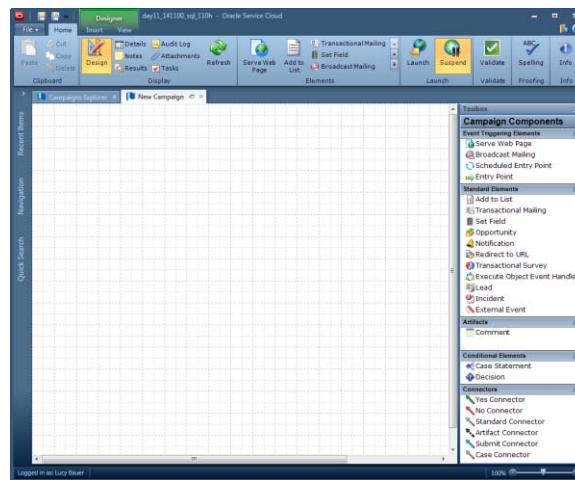 Designer
day11_141100_sql_110h - Oracle Service Cloud
File
Home
Insert
View
Paste
Cut
Copy
Delete
Clipboard
Design
Details
Notes
Results
Audit Log
Attachments
Tasks
Refresh
Display
Serve Web Page
Add to List
Transactional Mailing
Set Field
Broadcast Mailing
Elements
Launch
Suspend
Launch
Validate
Validate
ABC
Spelling
Proofing
Info
Info
Campaigns Explorer
New Campaign
Recent Items
Navigation
Quick Search
Toolbox
Campaign Components
Event Triggering Elements
Serve Web Page
Broadcast Mailing
Scheduled Entry Point
Entry Point
Standard Elements
Add to List
Transactional Mailing
Set Field
Opportunity
Notification
Redirect to URL
Transactional Survey
Execute Object Event Handle
Lead
Incident
External Event
Artifacts
Comment
Conditional Elements
Case Statement
Decision
Connectors
Yes Connector
No Connector
Standard Connector
Artifact Connector
Submit Connector
Case Connector
Logged in as: Lucy Bauer
100%